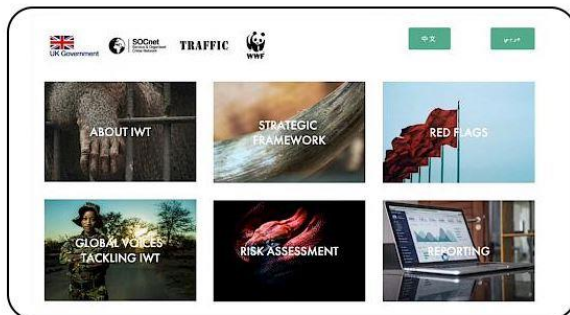 UK Government
SOCnet
TRAFFIC
WWF
中文
عربي
ABOUT IWT
STRATEGIC
FRAMEWORK
RED FLAGS
GLOBAL VOICES
TACKLING IWT
RISK ASSESSMENT
REPORTING